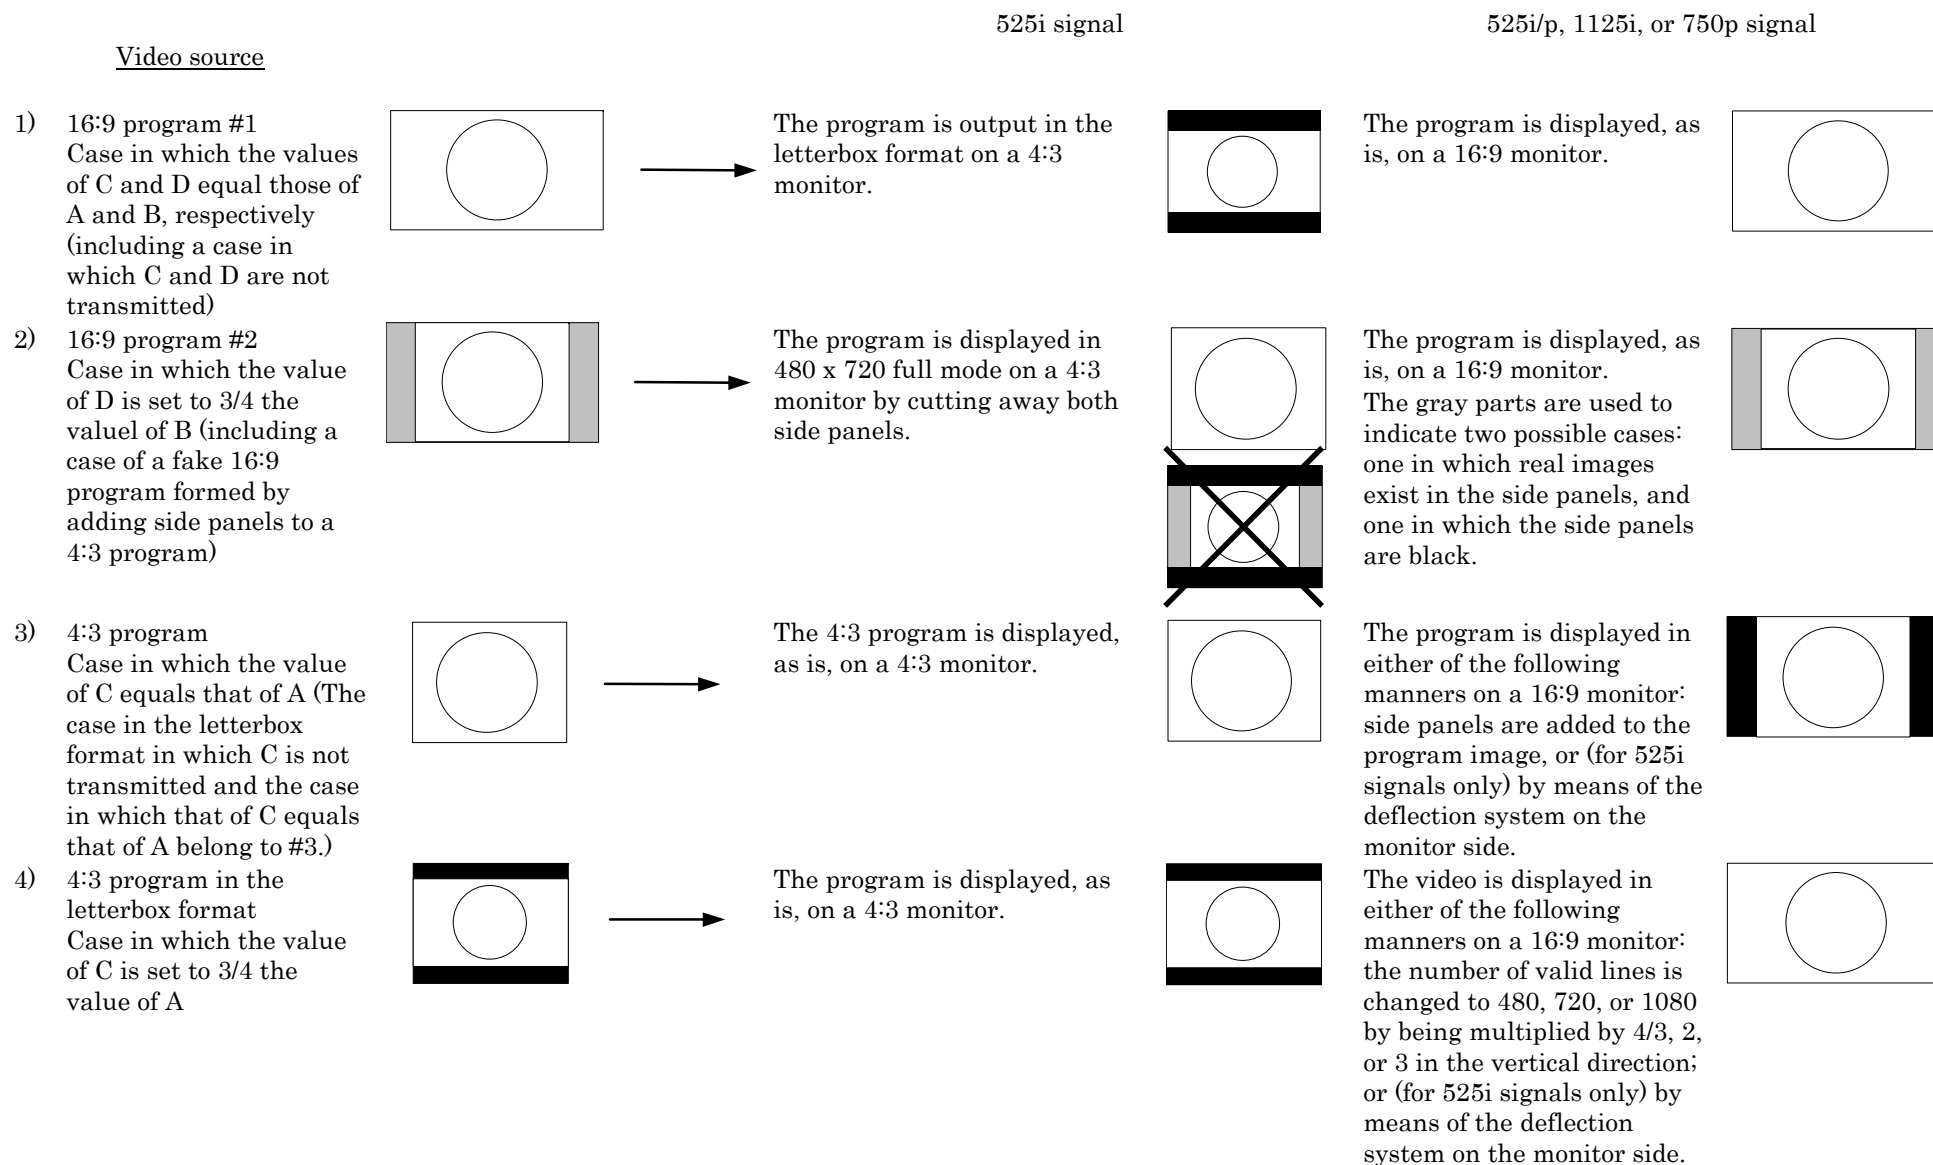 525i signal
525i/p, 1125i, or 750p signal
Video source
1) 16:9 program #1
Case in which the values
of C and D equal those of
A and B, respectively
(including a case in
which C and D are not
transmitted)
The program is output in the
letterbox format on a 4:3
monitor.
The program is displayed, as
is, on a 16:9 monitor.
2) 16:9 program #2
Case in which the value
of D is set to 3/4 the
valuel of B (including a
case of a fake 16:9
program formed by
adding side panels to a
4:3 program)
The program is displayed in
480 x 720 full mode on a 4:3
monitor by cutting away both
side panels.
The program is displayed, as
is, on a 16:9 monitor.
The gray parts are used to
indicate two possible cases:
one in which real images
exist in the side panels, and
one in which the side panels
are black.
3) 4:3 program
Case in which the value
of C equals that of A (The
case in the letterbox
format in which C is not
transmitted and the case
in which that of C equals
that of A belong to #3.)
The 4:3 program is displayed,
as is, on a 4:3 monitor.
The program is displayed in
either of the following
manners on a 16:9 monitor:
side panels are added to the
program image, or (for 525i
signals only) by means of the
deflection system on the
monitor side.
4) 4:3 program in the
letterbox format
Case in which the value
of C is set to 3/4 the
value of A
The program is displayed, as
is, on a 4:3 monitor.
The video is displayed in
either of the following
manners on a 16:9 monitor:
the number of valid lines is
changed to 480, 720, or 1080
by being multiplied by 4/3, 2,
or 3 in the vertical direction;
or (for 525i signals only) by
means of the deflection
system on the monitor side.